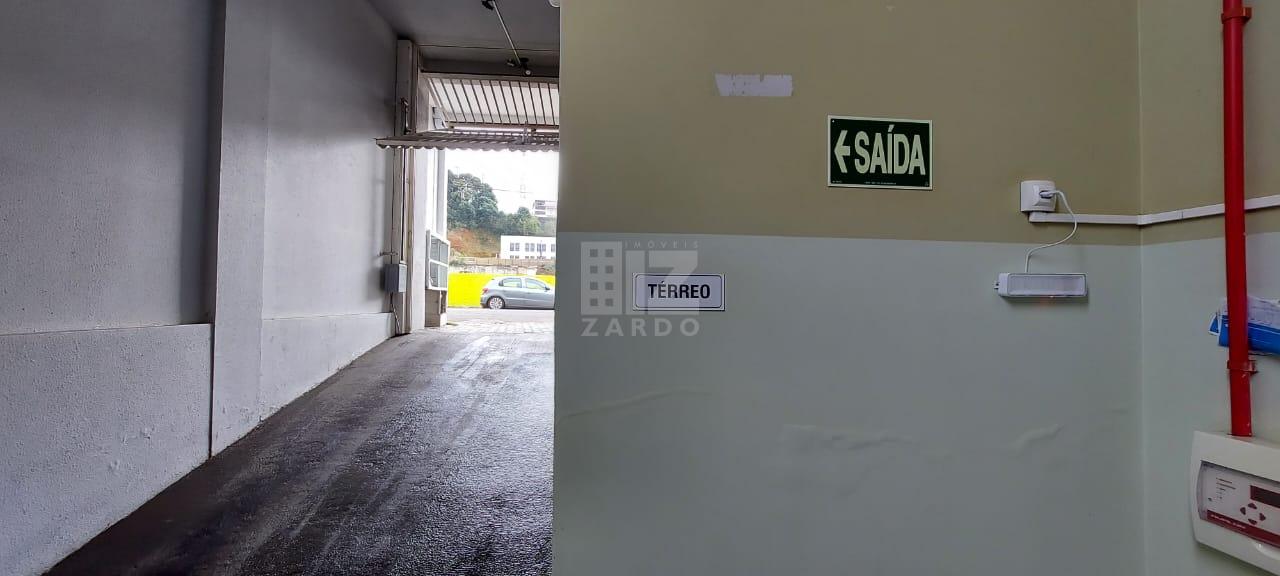 SAÍDA
IMÓVEIS
TÉRREO
ZARDO